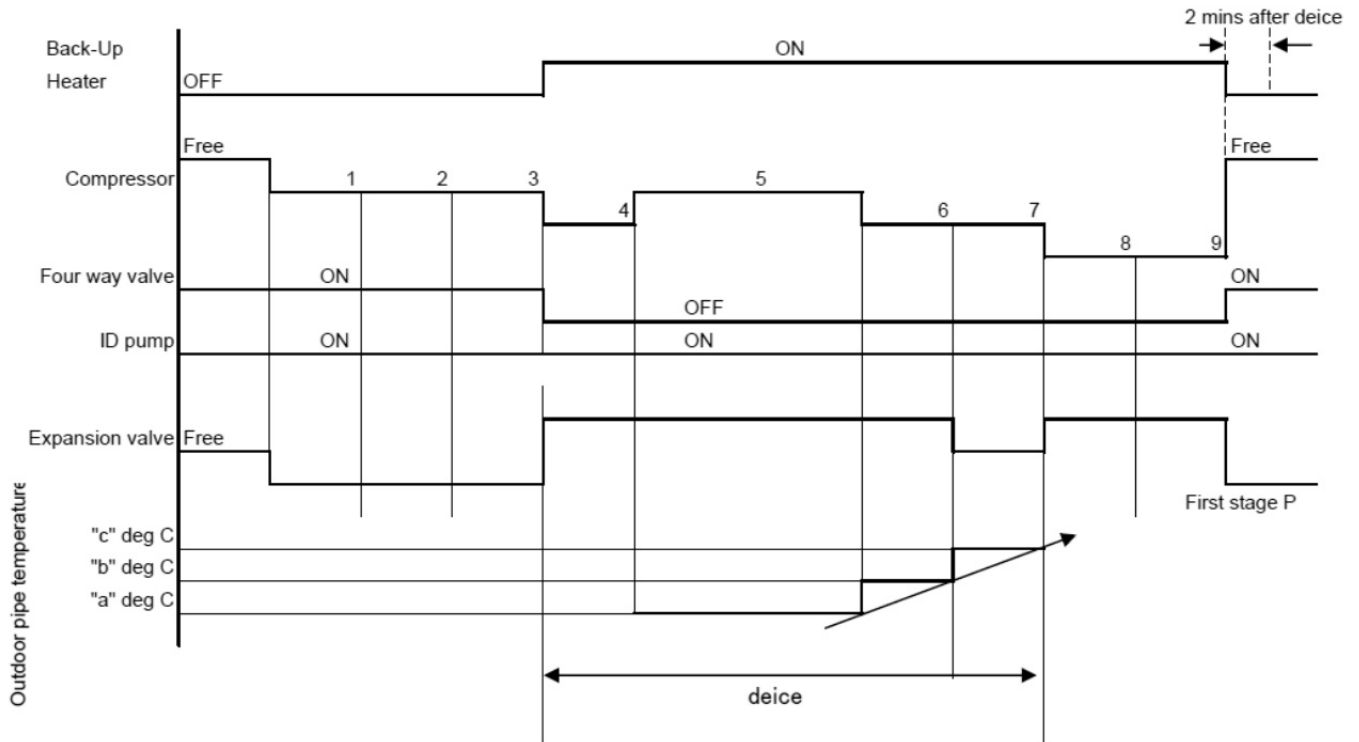 2 mins after deice
Back-Up
Heater
OFF
ON
Free
Free
Compressor
1
2
3
4
5
6
7
8
9
Four way valve
ON
OFF
ON
ID pump
ON
ON
ON
Expansion valve
Free
First stage P
Outdoor pipe temperature
"c" deg C
"b" deg C
"a" deg C
deice